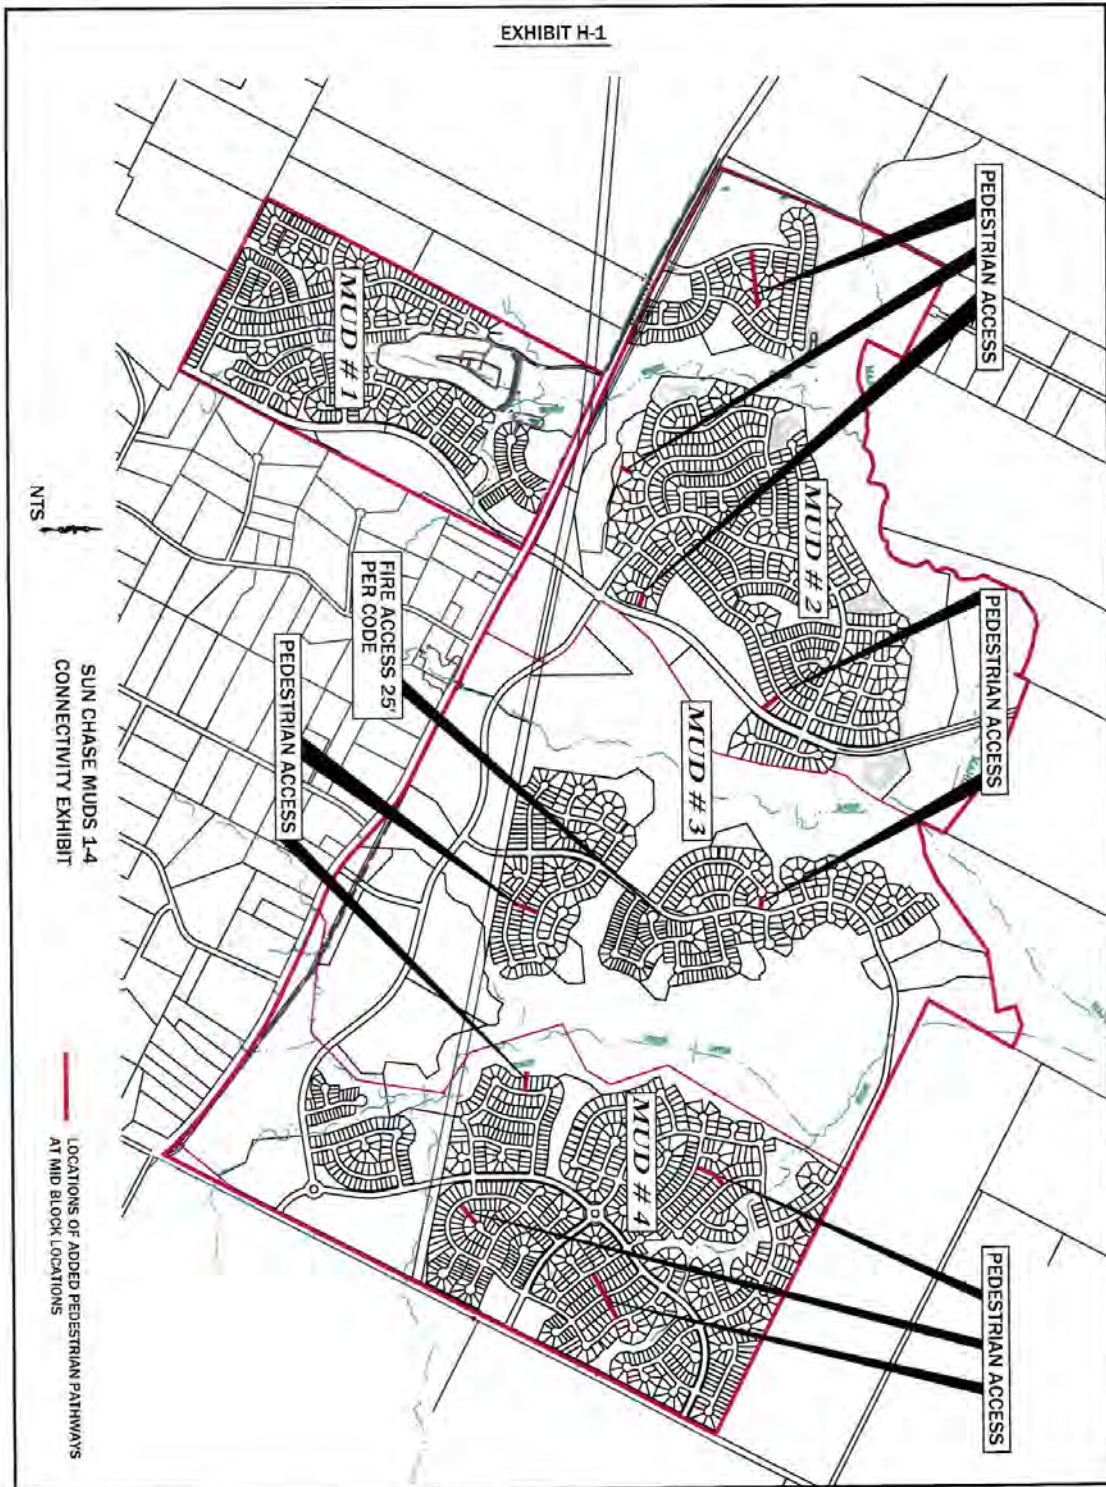 EXHIBIT H-1
PEDESTRIAN ACCESS
PEDESTRIAN ACCESS
PEDESTRIAN ACCESS
MUD #1
MUD #2
MUD #3
MUD #4
FIRE ACCESS 25'
PER CODE
PEDESTRIAN ACCESS
NTS
SUN CHASE MUDS 1-4
CONNECTIVITY EXHIBIT
LOCATIONS OF ADDED PEDESTRIAN PATHWAYS
AT MID BLOCK LOCATIONS